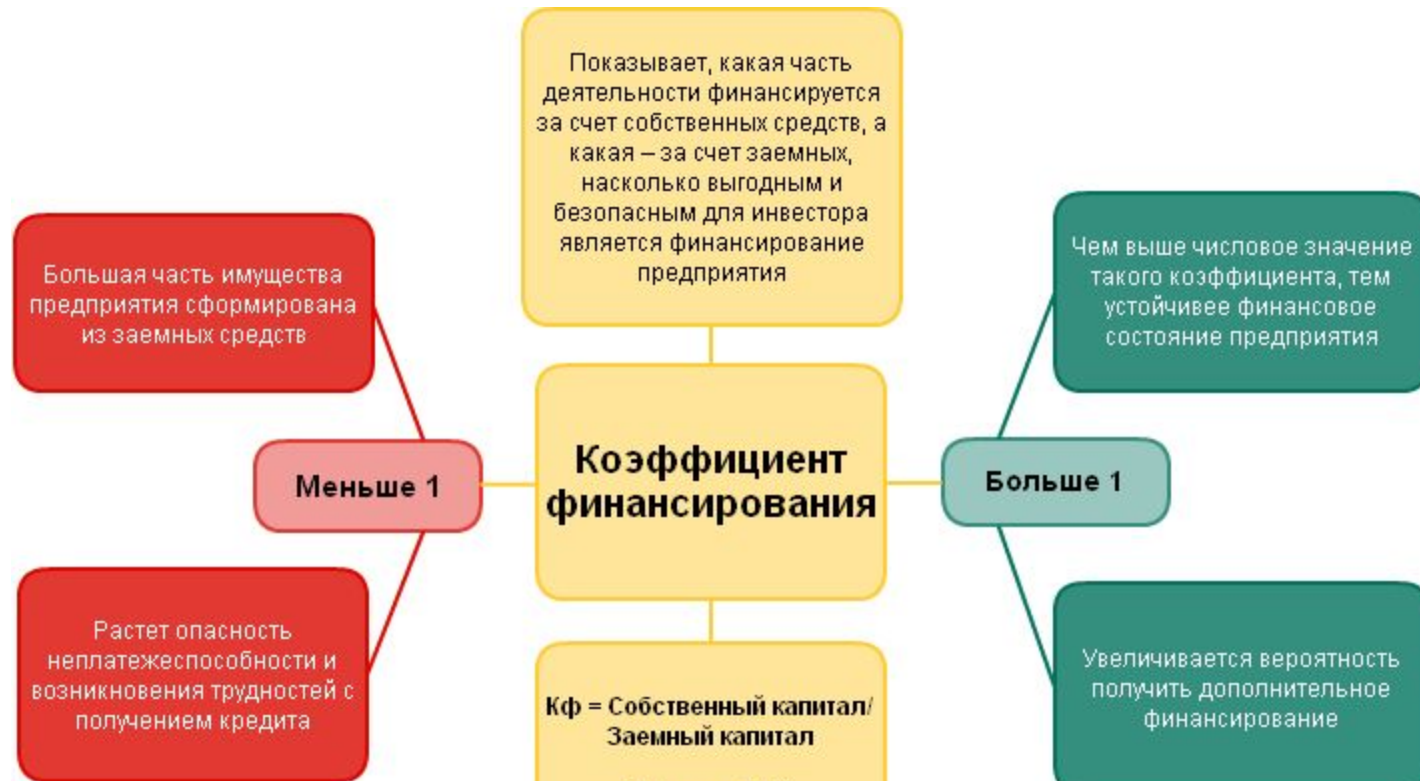 Показывает, какая часть
деятельности финансируется
за счет собственных средств, а
какая – за счет заемных,
насколько выгодным и
безопасным для инвестора
является финансирование
предприятия
Большая часть имущества
предприятия сформирована
из заемных средств
Чем выше числовое значение
такого коэффициента, тем
устойчивее финансовое
состояние предприятия
Меньше 1
Коэффициент
финансирования
Больше 1
Растет опасность
неплатежеспособности и
возникновения трудностей с
получением кредита
Кф = Собственный капитал/
Заемный капитал
Увеличивается вероятность
получить дополнительное
финансирование